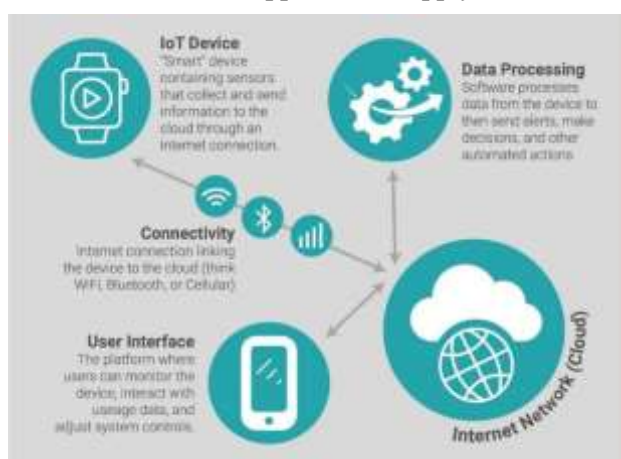 IoT Device
"Smart" device
containing sensors
that collect and send
information to the
cloud through an
internet connection.
Data Processing
Software processes
data from the device to
then send alerts, make
decisions, and other
automated actions
Connectivity
Internet connection linking
the device to the cloud (think
WiFi, Bluetooth, or Cellular)
User Interface
The platform where
users can monitor the
device, interact with
useage data, and
adjust system controls.
Internet Network (Cloud)